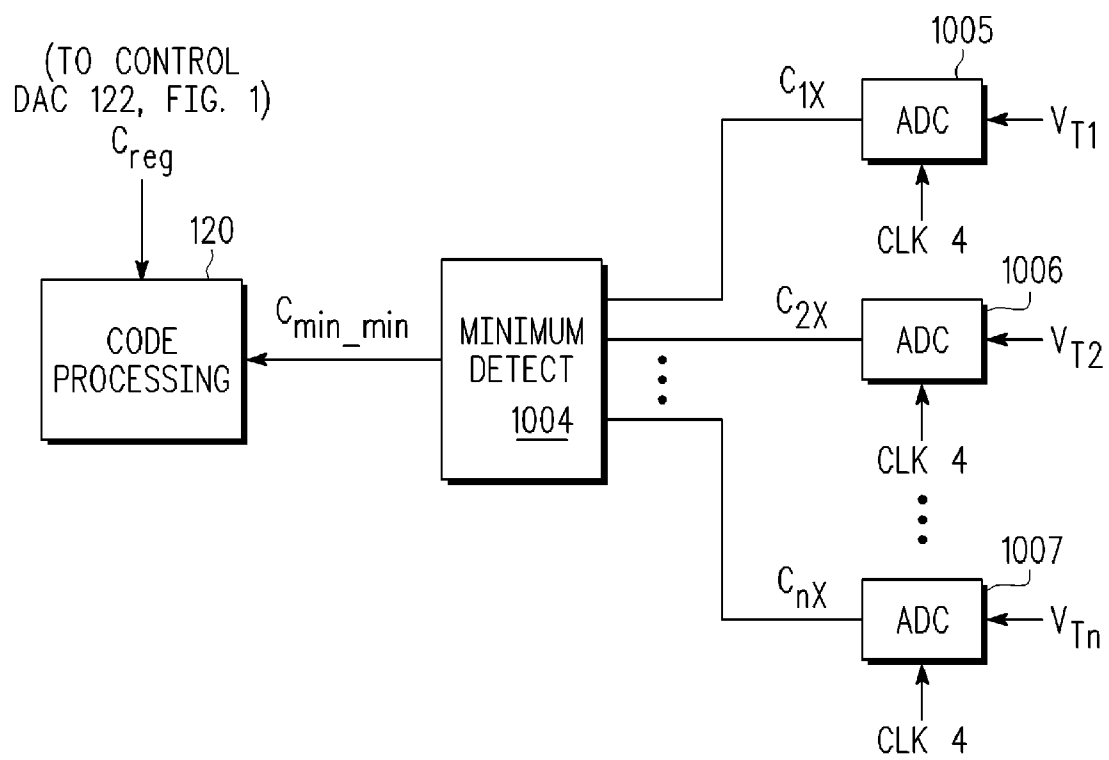 (TO CONTROL
DAC 122, FIG. 1)
C_reg
120
CODE
PROCESSING
C_min_min
MINIMUM
DETECT
1004
C_1X
1005
ADC
V_T1
CLK 4
C_2X
1006
ADC
V_T2
CLK 4
C_nX
1007
ADC
V_Tn
CLK 4